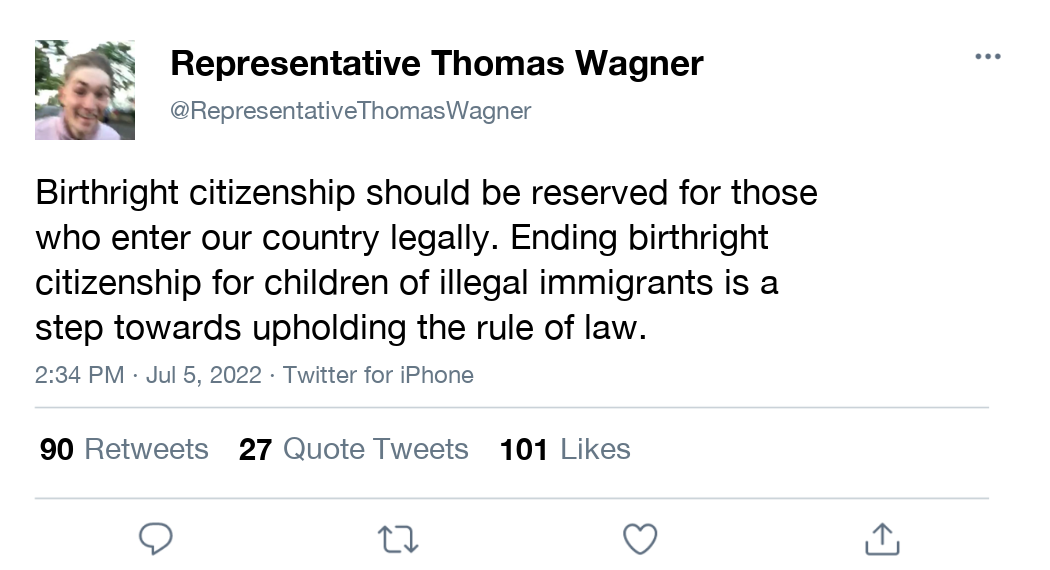 Representative Thomas Wagner
@RepresentativeThomasWagner
Birthright citizenship should be reserved for those
who enter our country legally. Ending birthright
citizenship for children of illegal immigrants is a
step towards upholding the rule of law.
2:34 PM · Jul 5, 2022 · Twitter for iPhone
90 Retweets 27 Quote Tweets 101 Likes